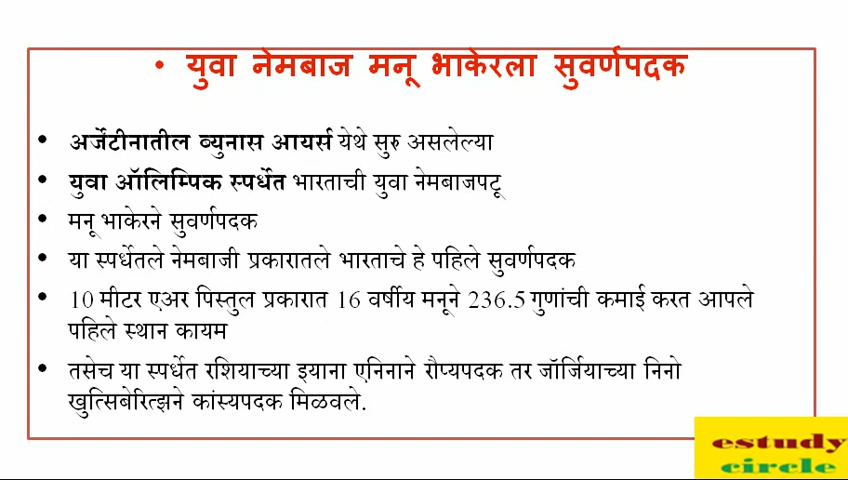 • युवा नेमबाज मनू भाकेरला सुवर्णपदक
• अर्जेंटीनातील ब्युनास आयर्स येथे सुरु असलेल्या
• युवा ऑलिम्पिक स्पर्धेत भारताची युवा नेमबाजपटू
• मनू भाकेरने सुवर्णपदक
• या स्पर्धेतले नेमबाजी प्रकारातले भारताचे हे पहिले सुवर्णपदक
• 10 मीटर एअर पिस्तुल प्रकारात 16 वर्षीय मनूने 236.5 गुणांची कमाई करत आपले
पहिले स्थान कायम
• तसेच या स्पर्धेत रशियाच्या इयाना एनिनाने रौप्यपदक तर जॉर्जियाच्या निनो
खुत्सिबेरित्झने कांस्यपदक मिळवले.
estudy
circle